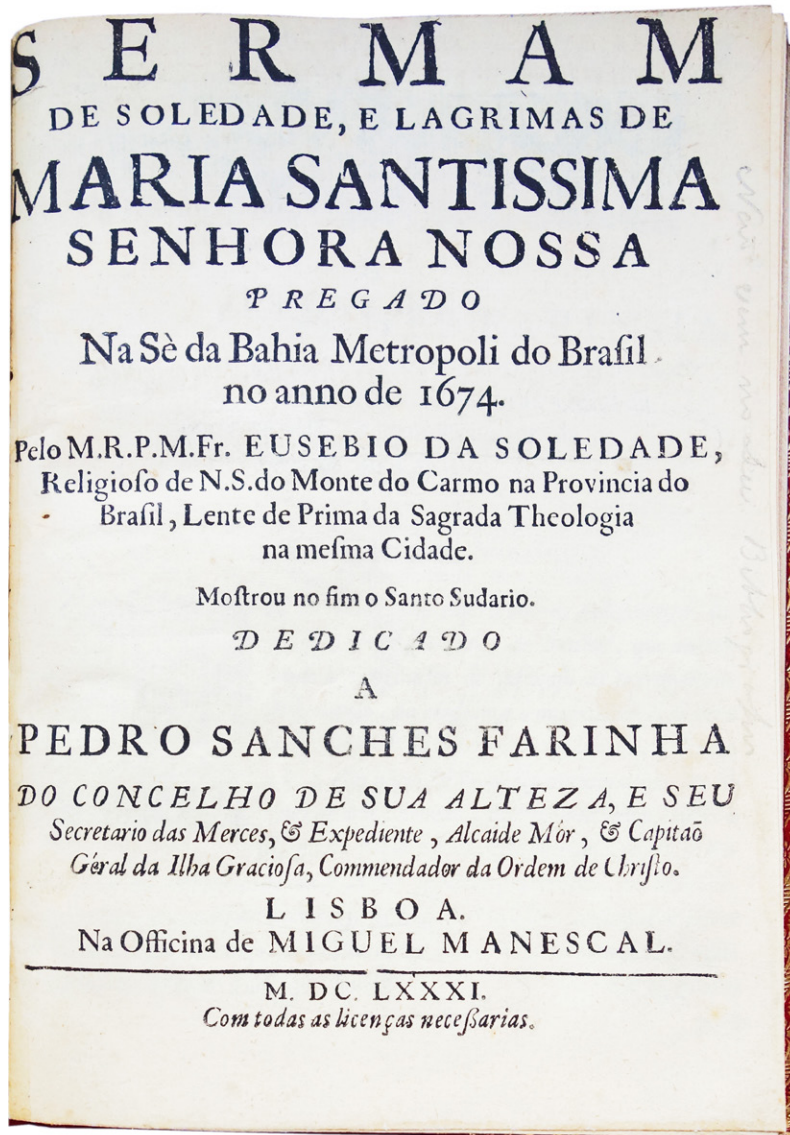 SERMAM
DE SOLEDADE, E LAGRIMAS DE
MARIA SANTISSIMA
SENHORA NOSSA
PREGADO
Na Sè da Bahia Metropoli do Braſil
no anno de 1674.
Pelo M.R.P.M.Fr. EUSEBIO DA SOLEDADE,
Religioſo de N.S. do Monte do Carmo na Provincia do
Braſil, Lente de Prima da Sagrada Theologia
na meſma Cidade.
Moſtrou no fim o Santo Sudario.
DEDICADO
A
PEDRO SANCHES FARINHA
DO CONCELHO DE SUA ALTEZA, E SEU
Secretario das Merces, & Expediente, Alcaide Mór, & Capitaõ
Géral da Ilha Gracioſa, Commendador da Ordem de Chriſto.
LISBOA.
Na Officina de MIGUEL MANESCAL.
M. DC. LXXXI.
Com todas as licenças neceßarias.